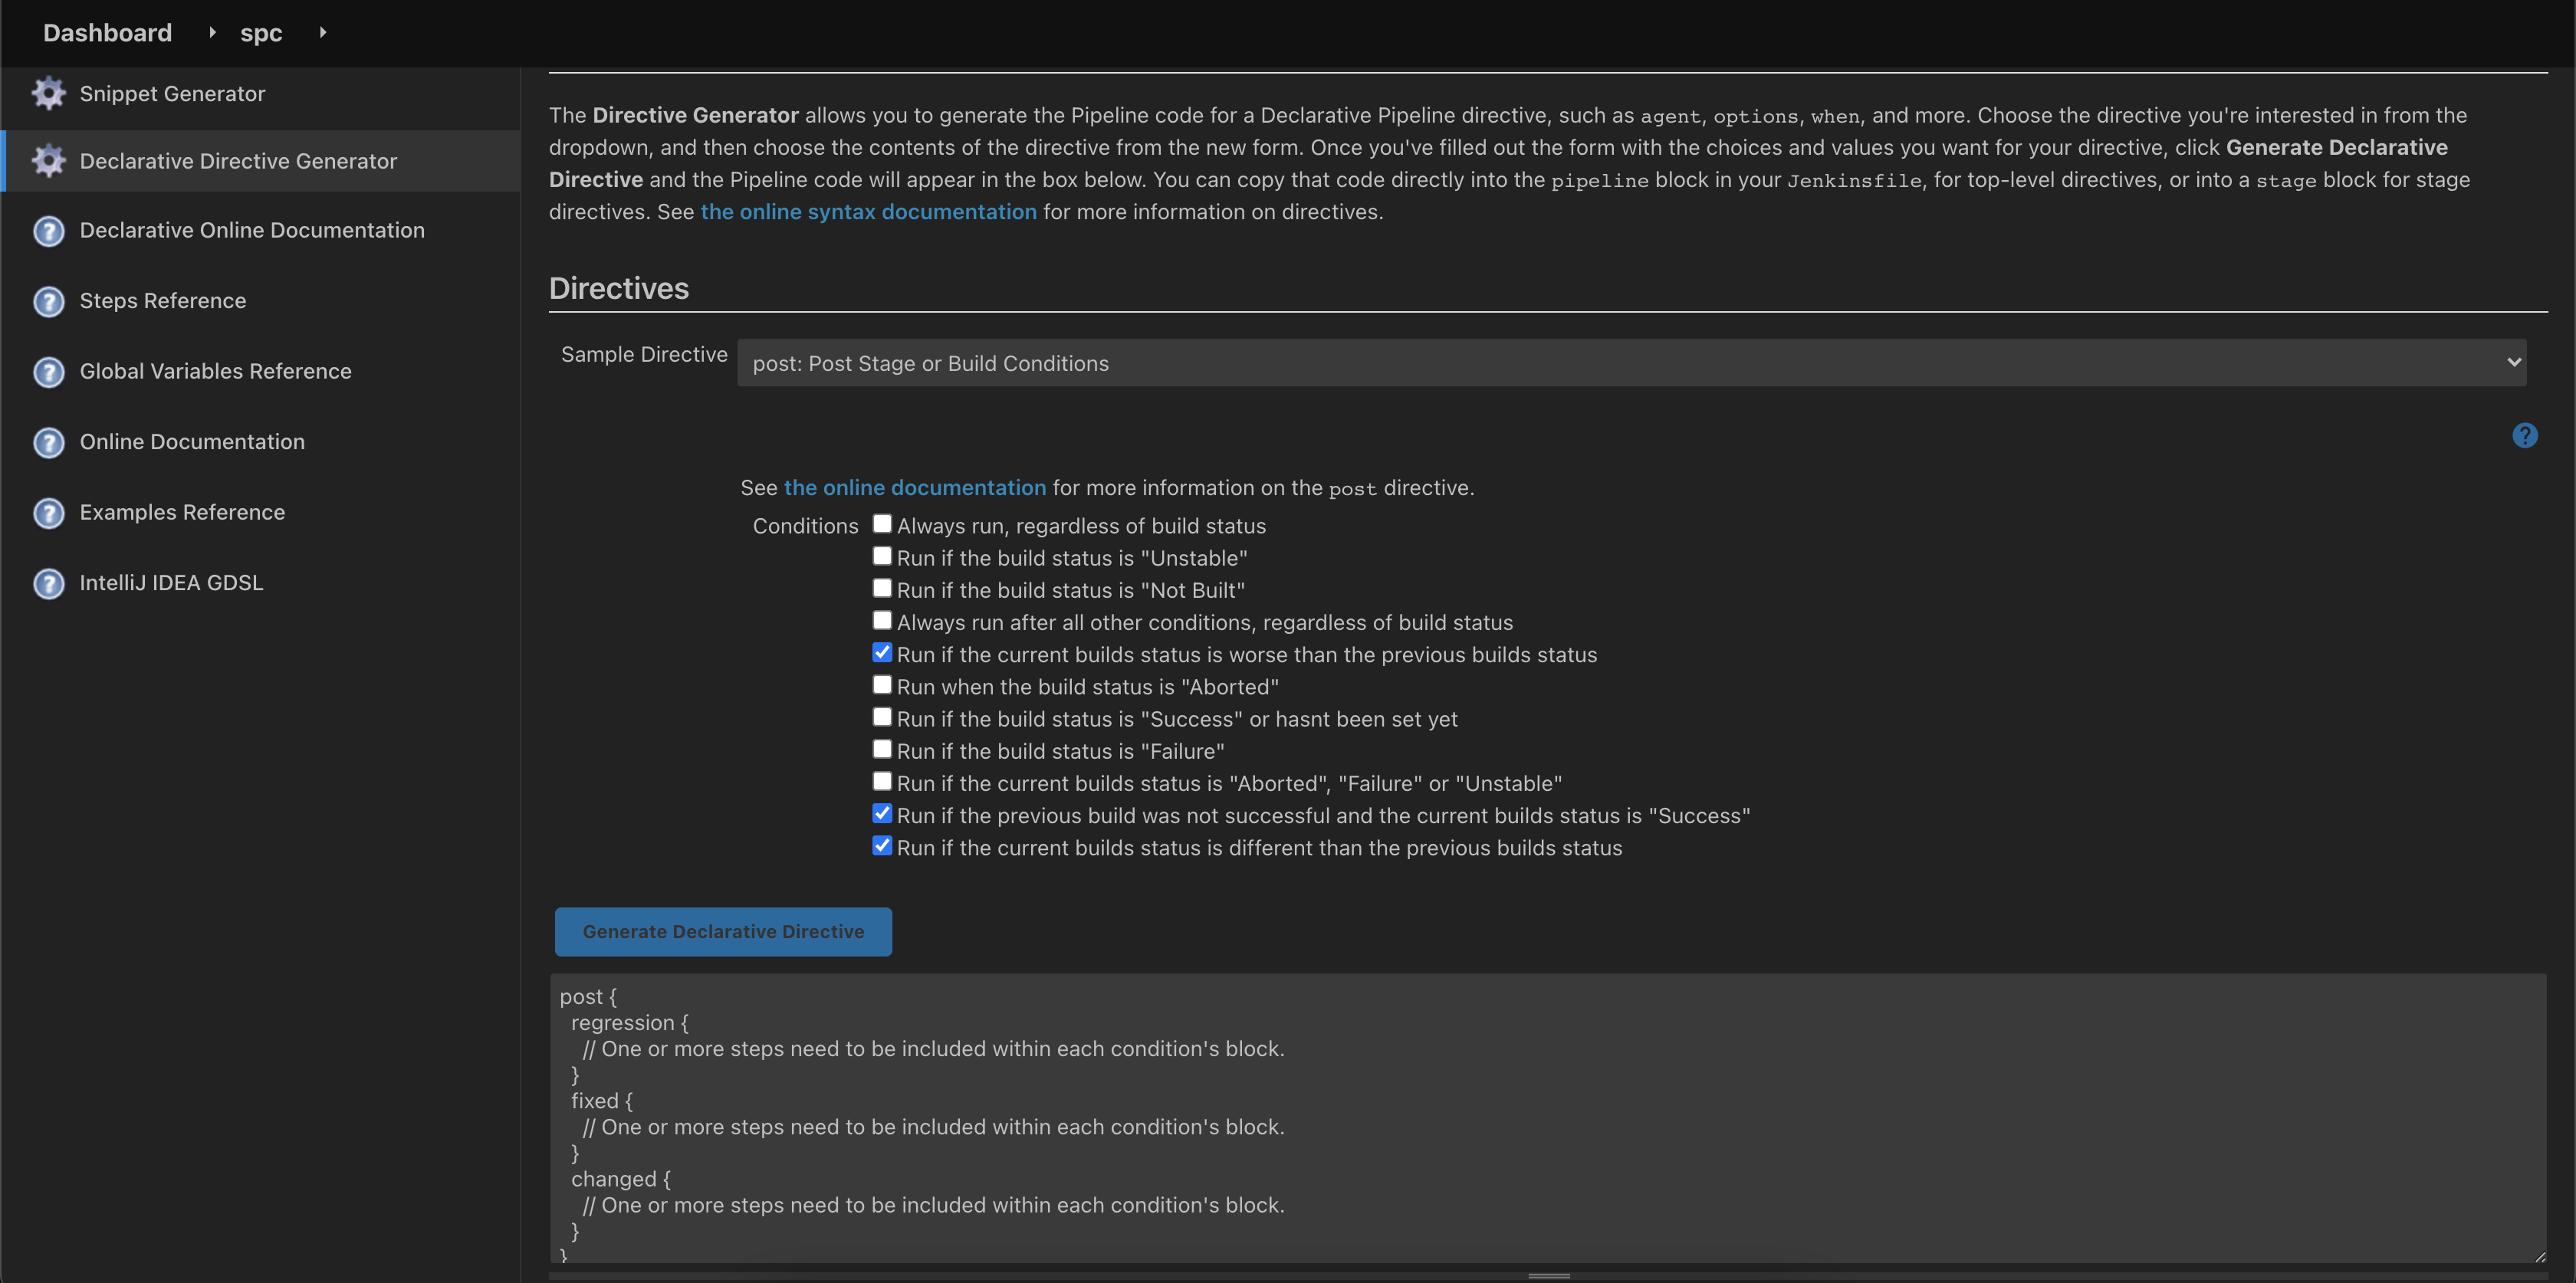 Dashboard spc
Snippet Generator
Declarative Directive Generator
Declarative Online Documentation
Steps Reference
Global Variables Reference
Online Documentation
Examples Reference
IntelliJ IDEA GDSL
The Directive Generator allows you to generate the Pipeline code for a Declarative Pipeline directive, such as agent, options, when, and more. Choose the directive you're interested in from the
dropdown, and then choose the contents of the directive from the new form. Once you've filled out the form with the choices and values you want for your directive, click Generate Declarative
Directive and the Pipeline code will appear in the box below. You can copy that code directly into the pipeline block in your Jenkinsfile, for top-level directives, or into a stage block for stage
directives. See the online syntax documentation for more information on directives.
Directives
Sample Directive
post: Post Stage or Build Conditions
?
See the online documentation for more information on the post directive.
Conditions
Always run, regardless of build status
Run if the build status is "Unstable"
Run if the build status is "Not Built"
Always run after all other conditions, regardless of build status
Run if the current builds status is worse than the previous builds status
Run when the build status is "Aborted"
Run if the build status is "Success" or hasnt been set yet
Run if the build status is "Failure"
Run if the current builds status is "Aborted", "Failure" or "Unstable"
Run if the previous build was not successful and the current builds status is "Success"
Run if the current builds status is different than the previous builds status
Generate Declarative Directive
post {
regression {
// One or more steps need to be included within each condition's block.
}
fixed {
// One or more steps need to be included within each condition's block.
}
changed {
// One or more steps need to be included within each condition's block.
}
}